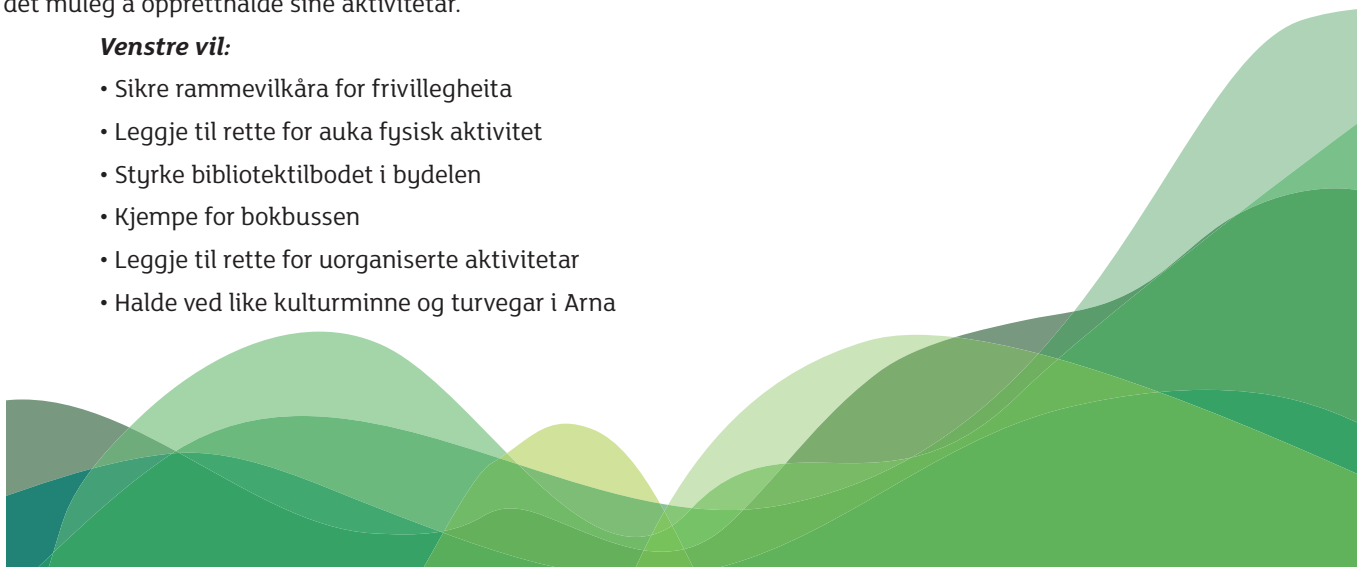 det muleg å oppretthalde sine aktivitetar.
Venstre vil:
• Sikre rammevilkåra for frivillegheita
• Leggje til rette for auka fysisk aktivitet
• Styrke bibliotektilbodet i bydelen
• Kjempe for bokbussen
• Leggje til rette for uorganiserte aktivitetar
• Halde ved like kulturminne og turvegar i Arna